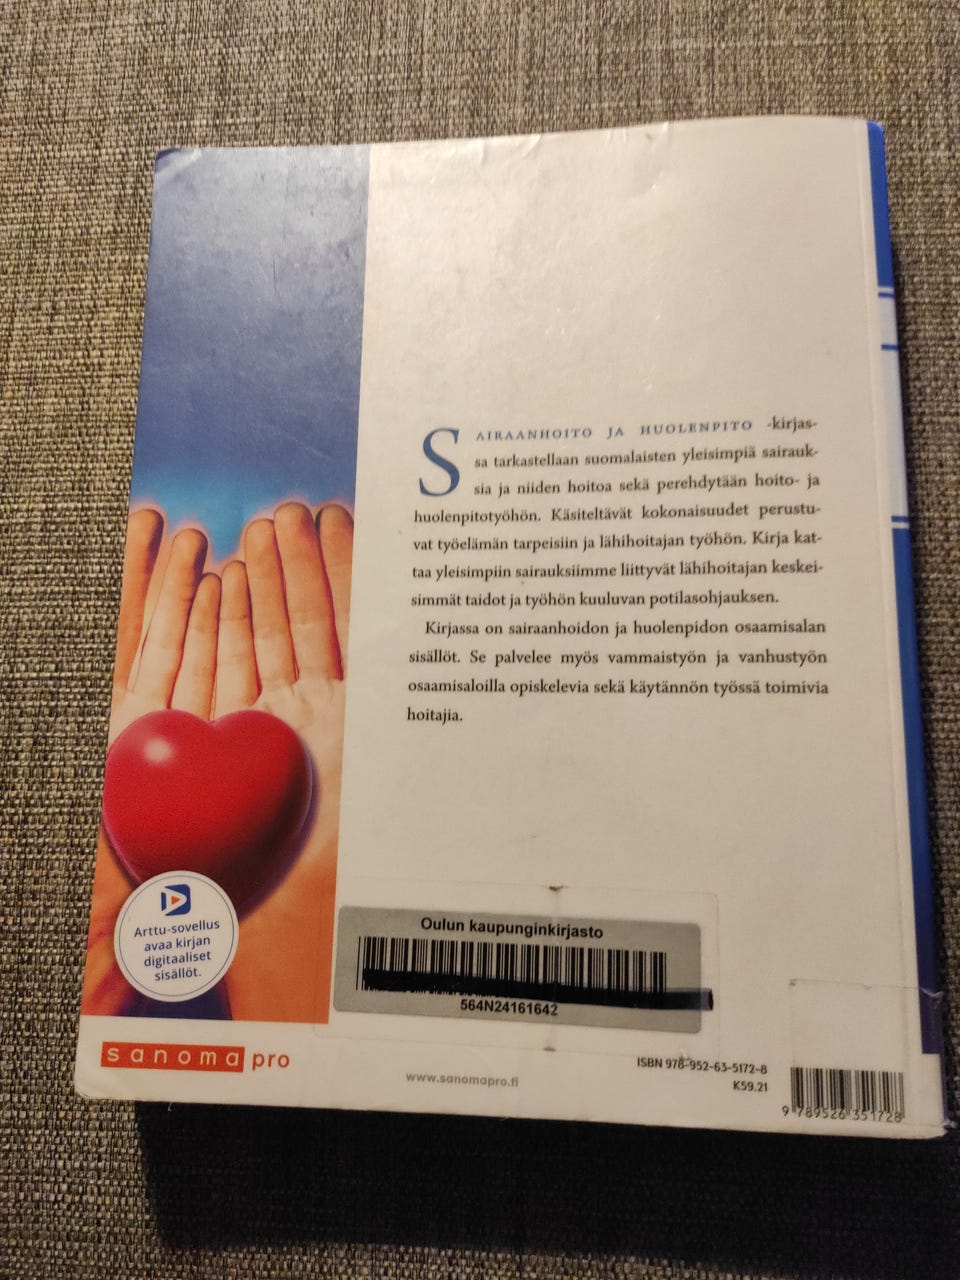 SAIRAANHOITO JA HUOLENPITO -kirjas-
sa tarkastellaan suomalaisten yleisimpiä sairauk-
sia ja niiden hoitoa sekä perehdytään hoito- ja
huolenpitotyöhön. Käsiteltävät kokonaisuudet perustu-
vat työelämän tarpeisiin ja lähihoitajan työhön. Kirja kat-
taa yleisimpiin sairauksiimme liittyvät lähihoitajan keskei-
simmät taidot ja työhön kuuluvan potilasohjauksen.
Kirjassa on sairaanhoidon ja huolenpidon osaamisalan
sisällöt. Se palvelee myös vammaistyön ja vanhustyön
osaamisaloilla opiskelevia sekä käytännön työssä toimivia
hoitajia.
Arttu-sovellus
avaa kirjan
digitaaliset
sisällöt.
Oulun kaupunginkirjasto
564N24161642
sanoma pro
www.sanomapro.fi
ISBN 978-952-63-5172-8
K59.21
9 789526 351728